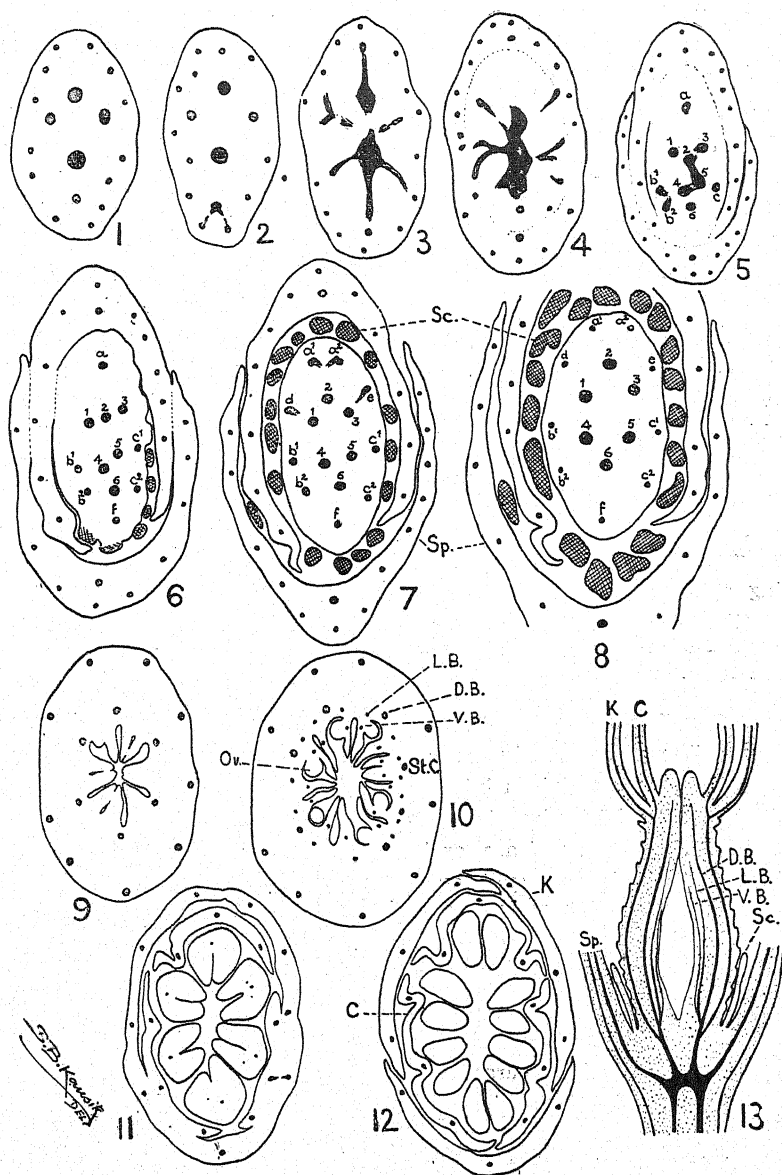 1
2
3
4
5
a
1
3
2
5
4
b¹
c
b²
6
a
1 2 3
5 c¹
b¹ 4
b² 6 c²
f
6
Sc.
a¹ a²
2
d e
1 3
5 c¹
b¹ 4
b² 6 c²
f
7
Sp.
a¹ a²
d 2 e
1 3
b¹ 4 5 c¹
6
b² c²
f
8
9
L.B.
D.B.
V.B.
Ov.
St.C
10
K C
D.B.
L.B.
V.B.
Sc.
Sp.
13
11
K
C
12
D.B. Kausik